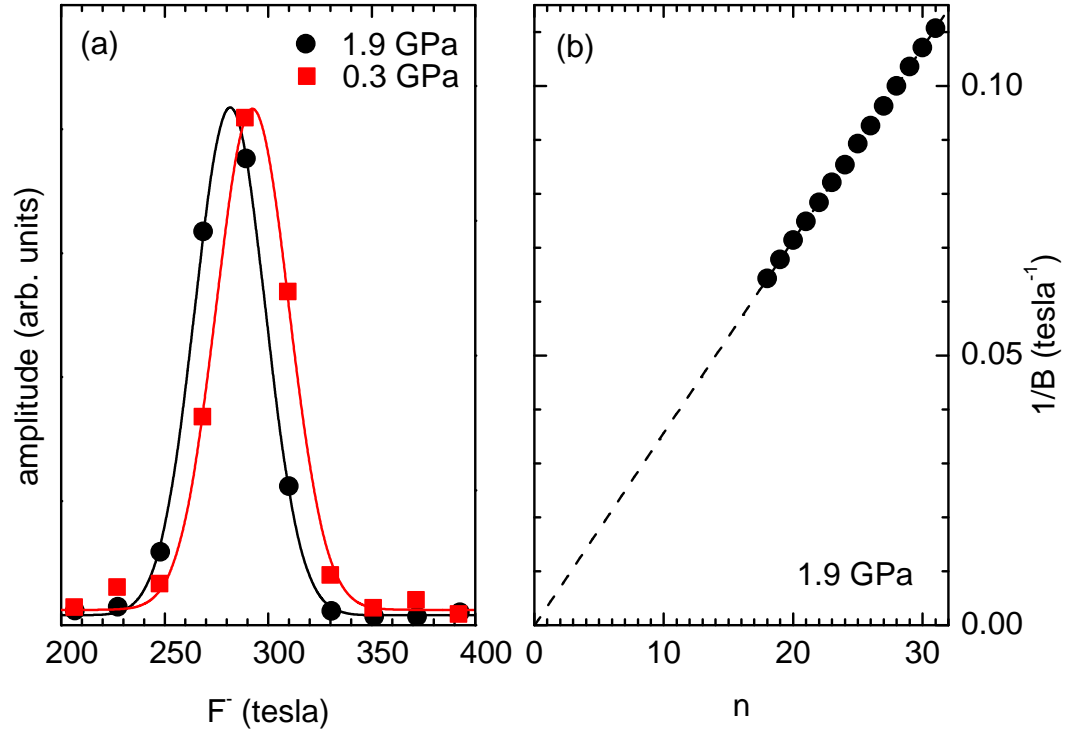 (a)
1.9 GPa
0.3 GPa
amplitude (arb. units)
200 250 300 350 400
F⁻ (tesla)
(b)
0.10
0.05
0.00
1/B (tesla⁻¹)
1.9 GPa
0 10 20 30
n